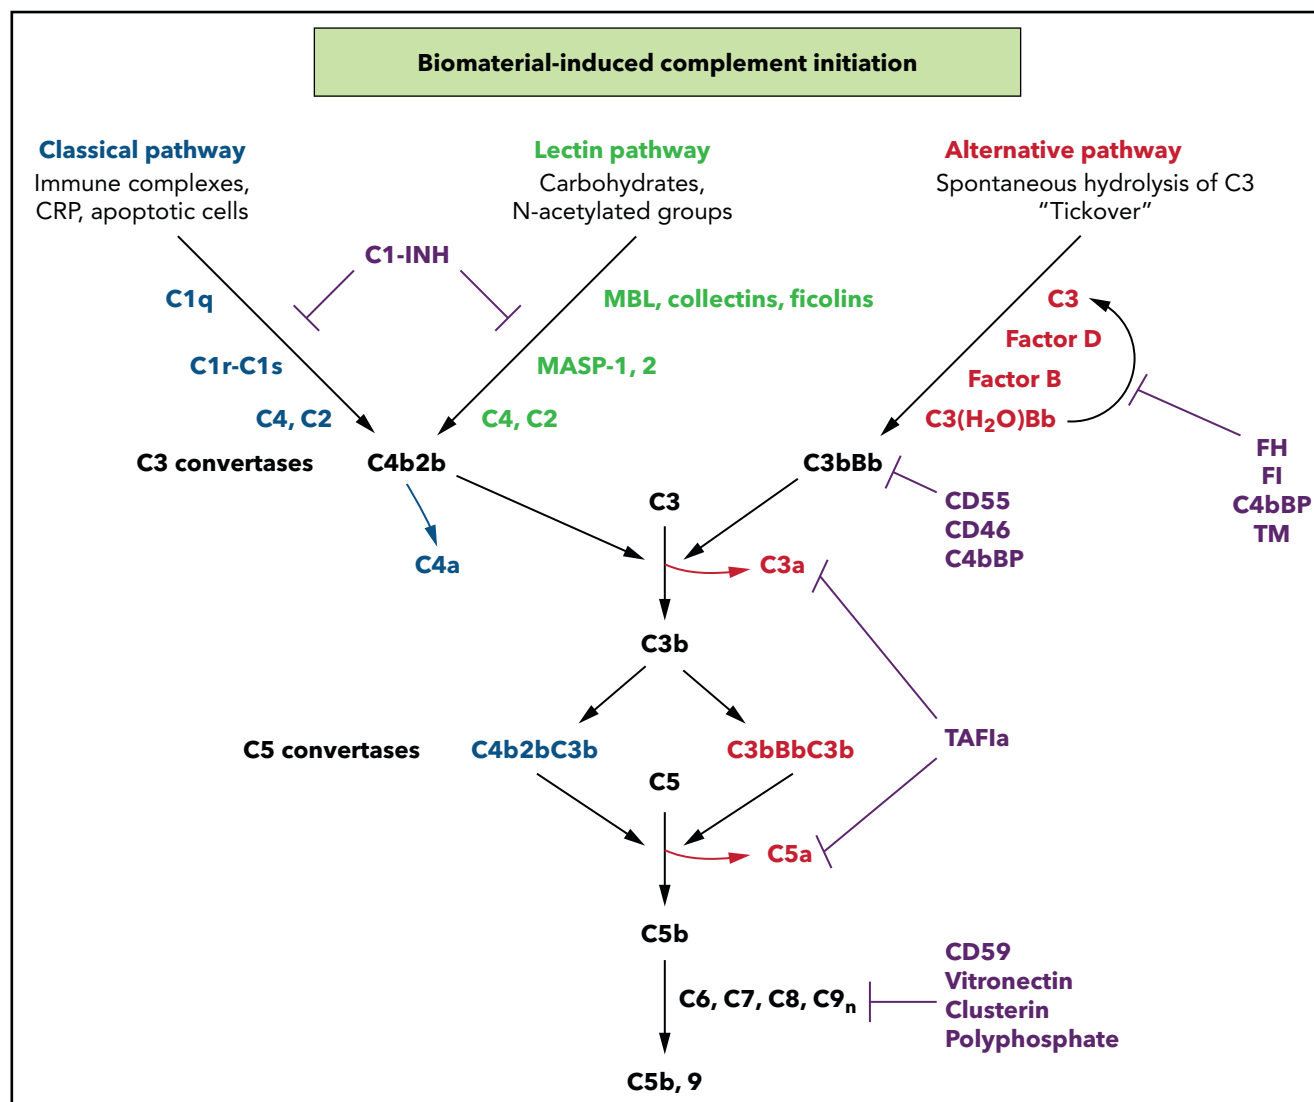 Biomaterial-induced complement initiation
Classical pathway
Immune complexes,
CRP, apoptotic cells
Lectin pathway
Carbohydrates,
N-acetylated groups
Alternative pathway
Spontaneous hydrolysis of C3
"Tickover"
C1-INH
C1q
MBL, collectins, ficolins
C3
Factor D
C1r-C1s
MASP-1, 2
Factor B
C4, C2
C4, C2
C3(H₂O)Bb
C3 convertases
C4b2b
C3bBb
FH
FI
C4bBP
TM
CD55
CD46
C4bBP
C3
C4a
C3a
C3b
C5 convertases
C4b2bC3b
C3bBbC3b
TAFIa
C5
C5a
C5b
C6, C7, C8, C9ₙ
CD59
Vitronectin
Clusterin
Polyphosphate
C5b, 9